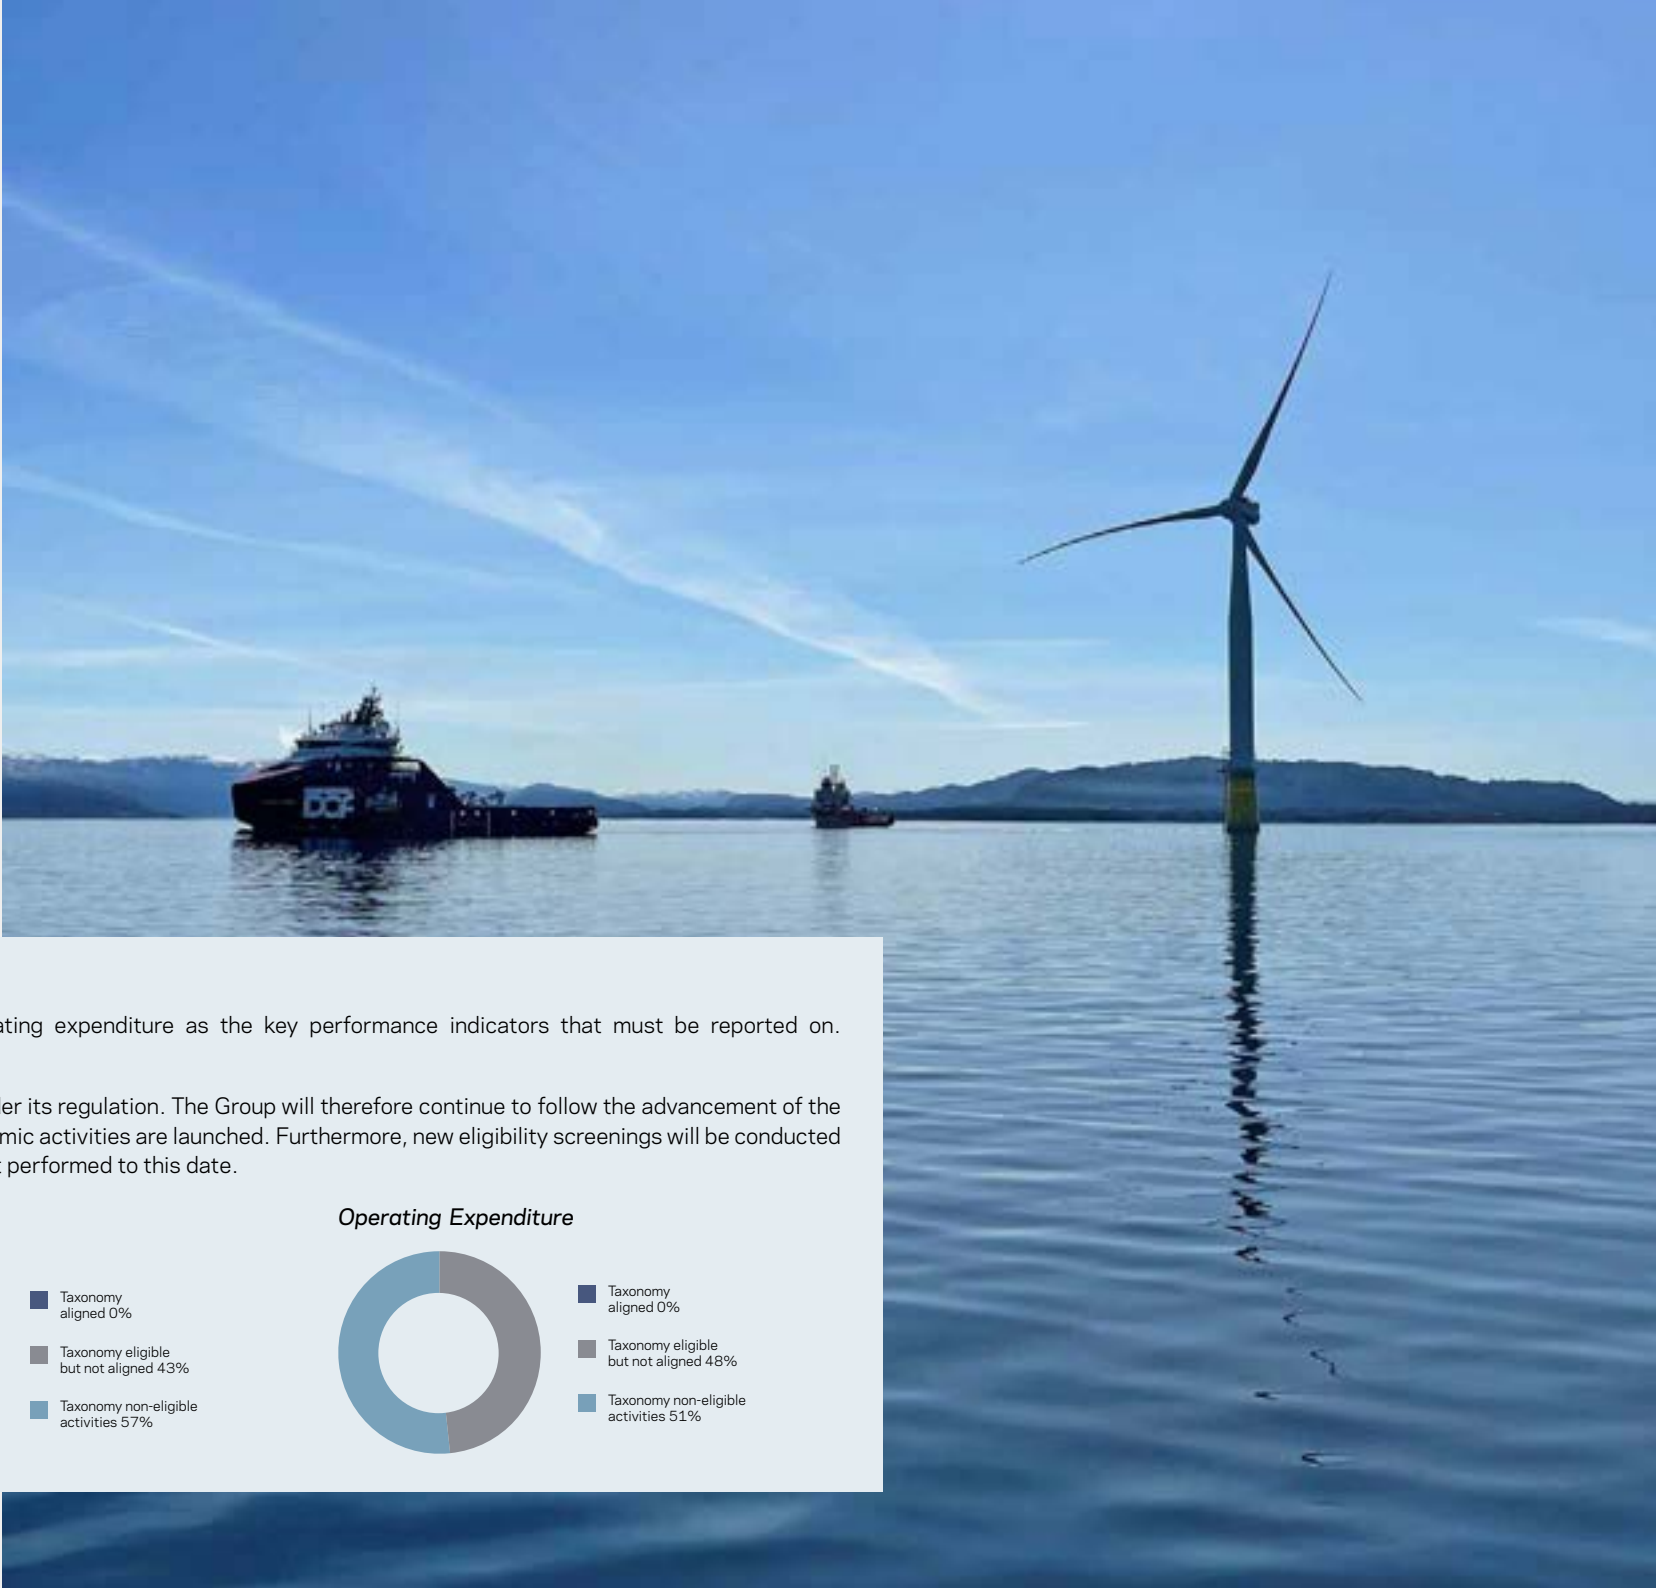 ating expenditure as the key performance indicators that must be reported on.
der its regulation. The Group will therefore continue to follow the advancement of the
mic activities are launched. Furthermore, new eligibility screenings will be conducted
performed to this date.
Taxonomy
aligned 0%
Taxonomy eligible
but not aligned 43%
Taxonomy non-eligible
activities 57%
Operating Expenditure
Taxonomy
aligned 0%
Taxonomy eligible
but not aligned 48%
Taxonomy non-eligible
activities 51%
DOF